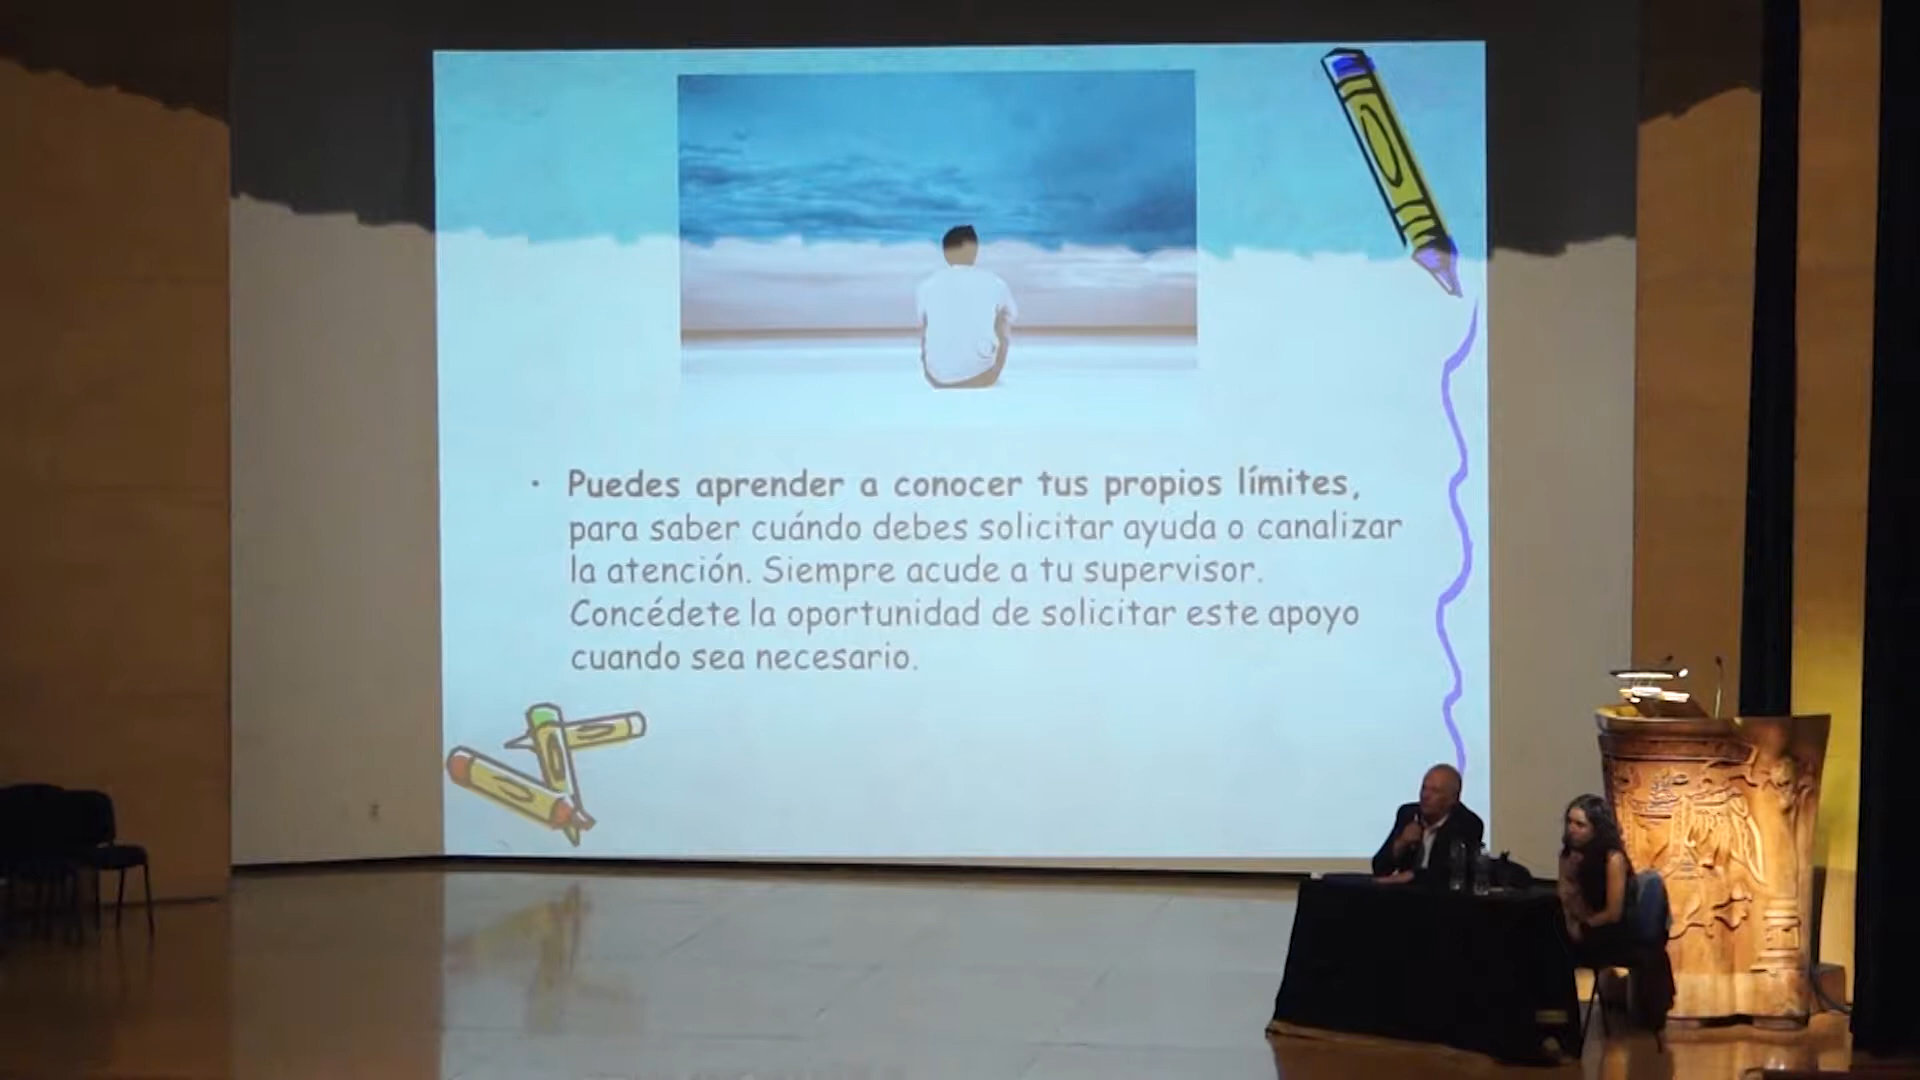 • Puedes aprender a conocer tus propios límites,
para saber cuándo debes solicitar ayuda o canalizar
la atención. Siempre acude a tu supervisor.
Concédete la oportunidad de solicitar este apoyo
cuando sea necesario.